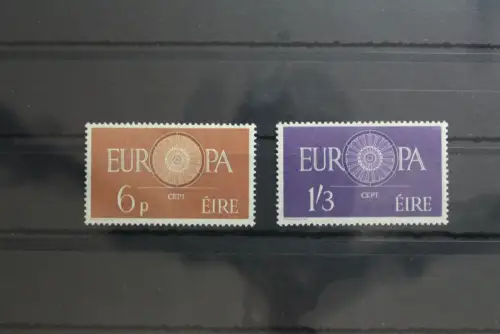 EUROPA
CEPT
6p ÉIRE
EUROPA
CEPT
1/3 ÉIRE